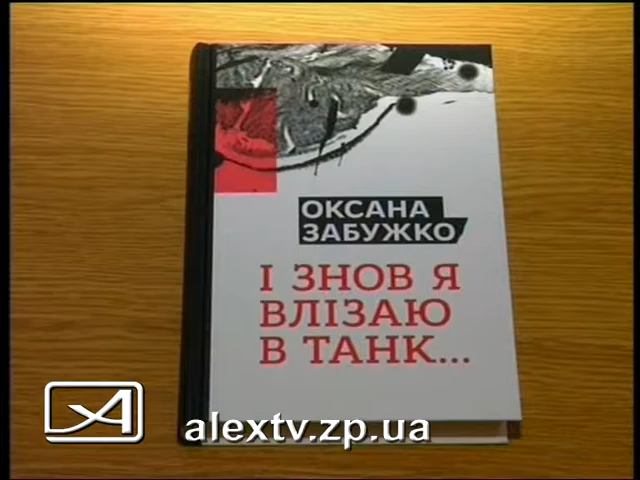 ОКСАНА
ЗАБУЖКО
І ЗНОВ Я
ВЛІЗАЮ
В ТАНК...
alextv.zp.ua